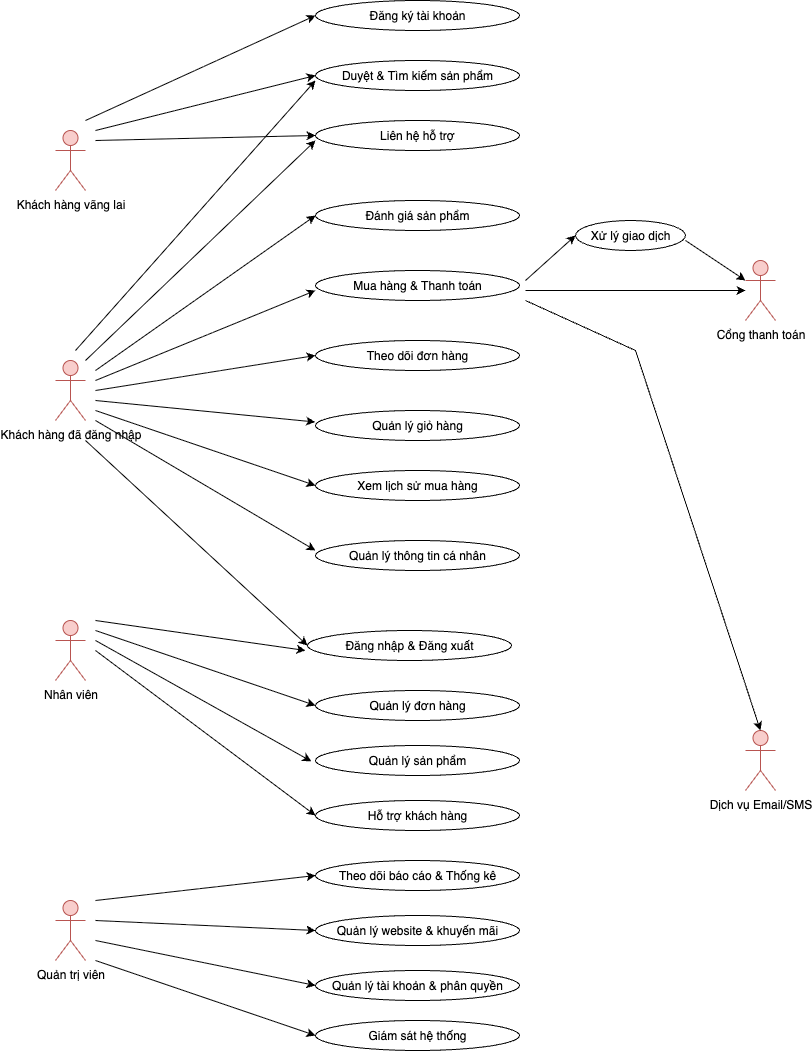 Đăng ký tài khoản
Duyệt & Tìm kiếm sản phẩm
Liên hệ hỗ trợ
Khách hàng vãng lai
Đánh giá sản phẩm
Xử lý giao dịch
Mua hàng & Thanh toán
Cổng thanh toán
Theo dõi đơn hàng
Quản lý giỏ hàng
Khách hàng đã đăng nhập
Xem lịch sử mua hàng
Quản lý thông tin cá nhân
Đăng nhập & Đăng xuất
Nhân viên
Quản lý đơn hàng
Quản lý sản phẩm
Dịch vụ Email/SMS
Hỗ trợ khách hàng
Theo dõi báo cáo & Thống kê
Quản lý website & khuyến mãi
Quản trị viên
Quản lý tài khoản & phân quyền
Giám sát hệ thống